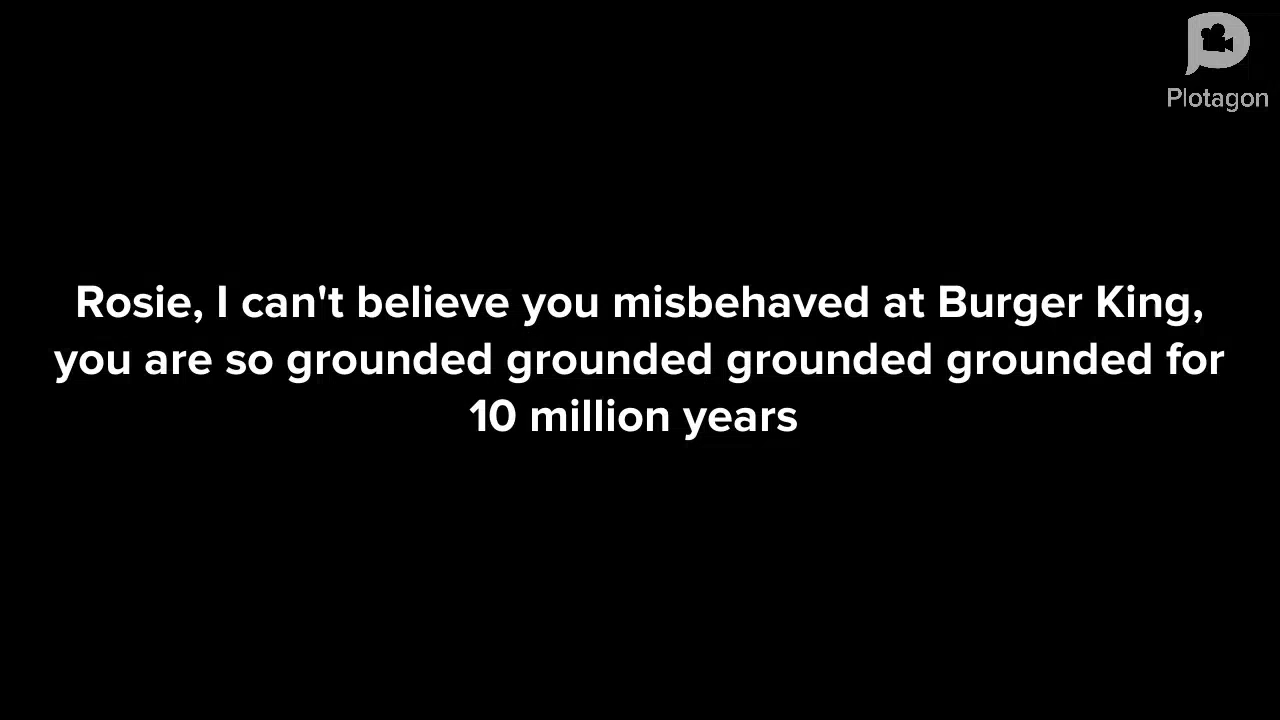 Plotagon
Rosie, I can't believe you misbehaved at Burger King,
you are so grounded grounded grounded grounded for
10 million years